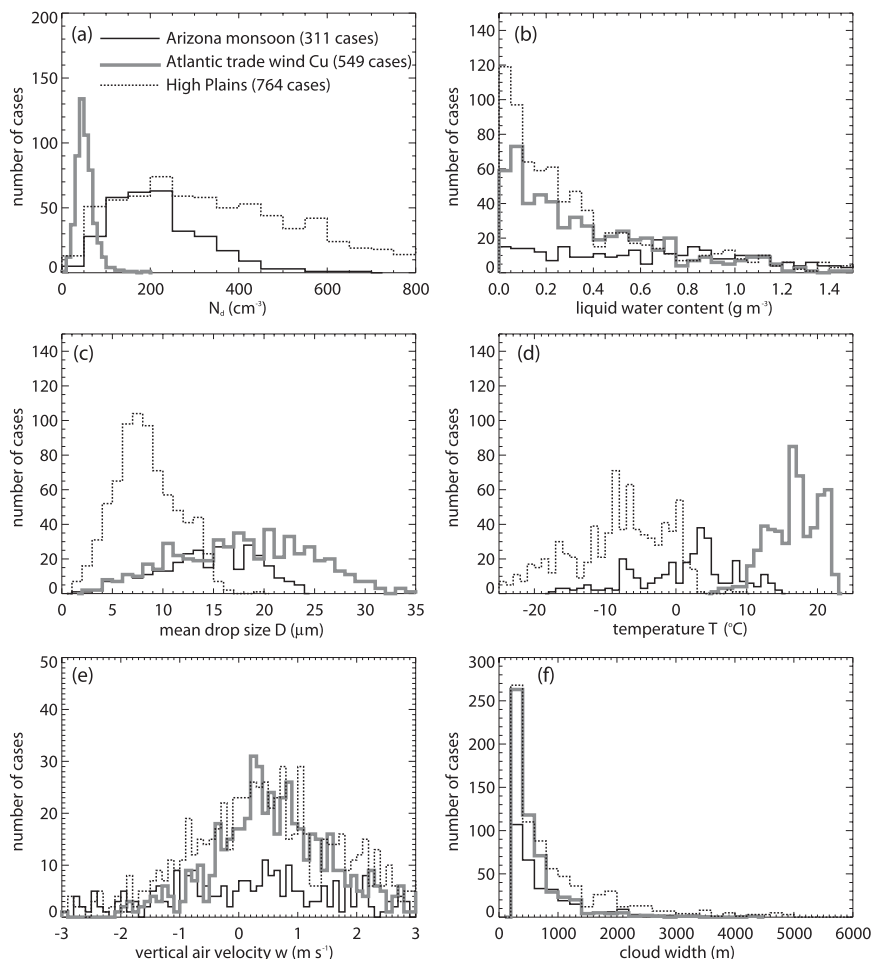 200
150
100
50
0
number of cases
(a)
Arizona monsoon (311 cases)
Atlantic trade wind Cu (549 cases)
High Plains (764 cases)
0 200 400 600 800
N_d (cm⁻³)
140
120
100
80
60
40
20
0
number of cases
(b)
0.0 0.2 0.4 0.6 0.8 1.0 1.2 1.4
liquid water content (g m⁻³)
140
120
100
80
60
40
20
0
number of cases
(c)
0 5 10 15 20 25 30 35
mean drop size D (μm)
140
120
100
80
60
40
20
0
number of cases
(d)
-20 -10 0 10 20
temperature T (°C)
50
40
30
20
10
0
number of cases
(e)
-3 -2 -1 0 1 2 3
vertical air velocity w (m s⁻¹)
300
250
200
150
100
50
0
number of cases
(f)
0 1000 2000 3000 4000 5000 6000
cloud width (m)